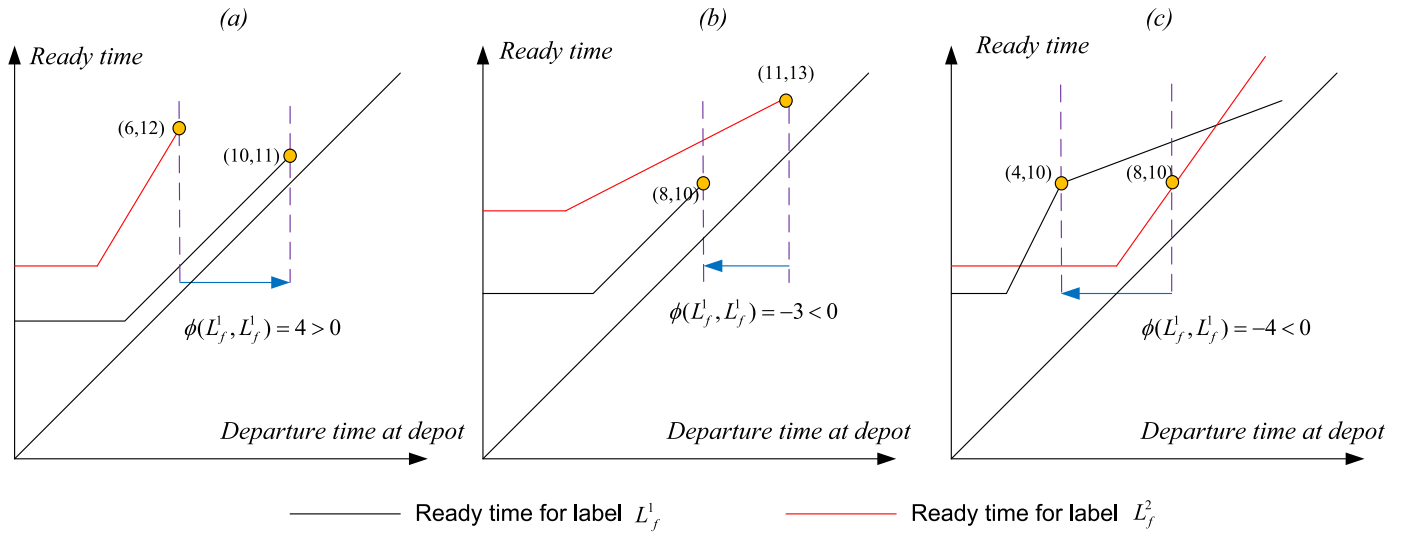 (a)
(b)
(c)
Ready time
Ready time
Ready time
(6,12)
(10,11)
(11,13)
(8,10)
(4,10)
(8,10)
ϕ(L_f^1, L_f^1) = 4 > 0
ϕ(L_f^1, L_f^1) = −3 < 0
ϕ(L_f^1, L_f^1) = −4 < 0
Departure time at depot
Departure time at depot
Departure time at depot
Ready time for label L_f^1
Ready time for label L_f^2